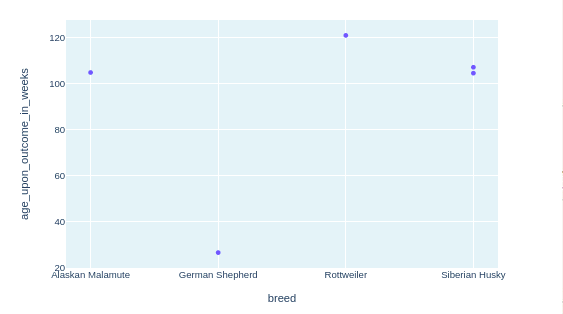 120
100
80
60
40
20
age_upon_outcome_in_weeks
Alaskan Malamute German Shepherd Rottweiler Siberian Husky
breed